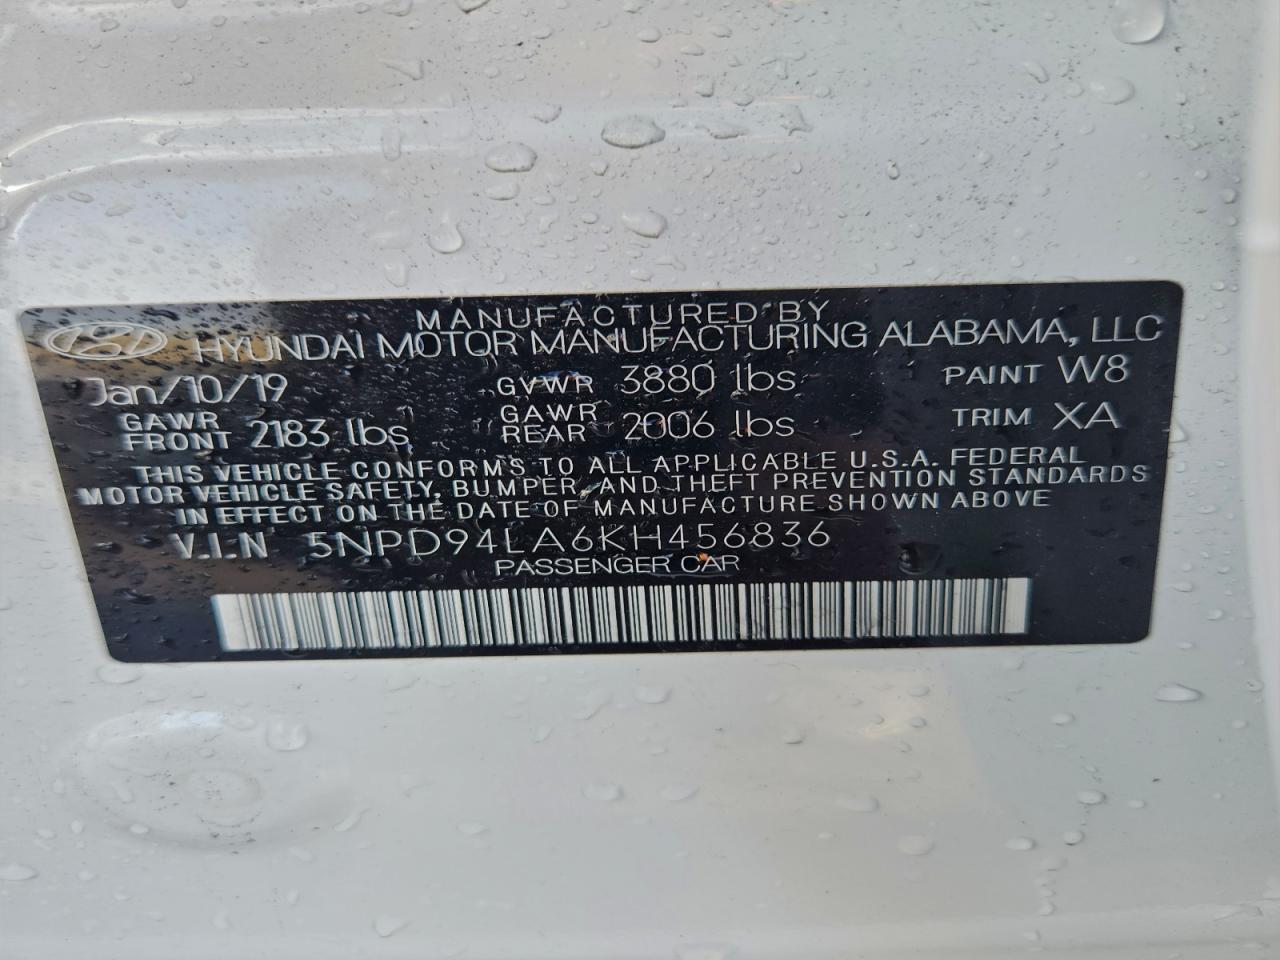 MANUFACTURED BY
HYUNDAI MOTOR MANUFACTURING ALABAMA, LLC
Jan/10/19 GVWR 3880 lbs PAINT W8
GAWR FRONT 2183 lbs GAWR REAR 2006 lbs TRIM XA
THIS VEHICLE CONFORMS TO ALL APPLICABLE U.S.A. FEDERAL
MOTOR VEHICLE SAFETY, BUMPER, AND THEFT PREVENTION STANDARDS
IN EFFECT ON THE DATE OF MANUFACTURE SHOWN ABOVE
V.I.N 5NPD94LA6KH456836
PASSENGER CAR